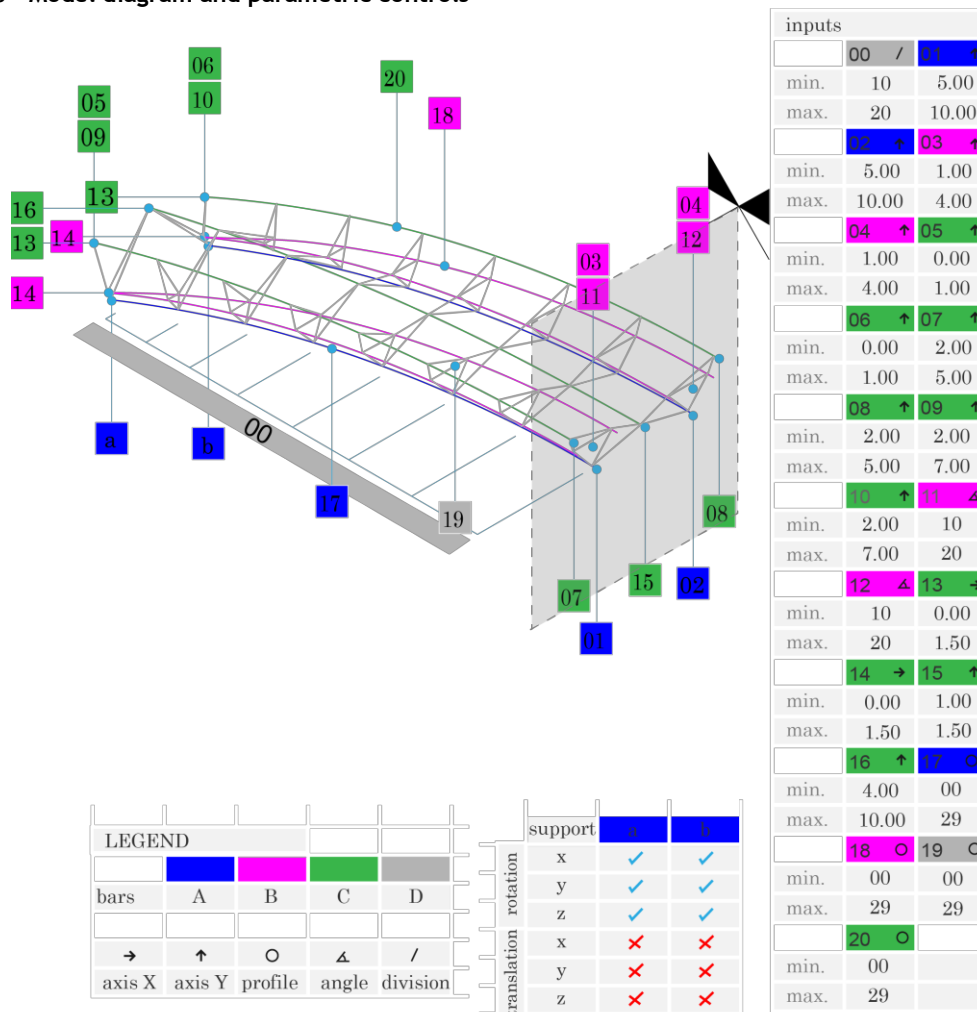 Model diagram and parametric controls
06
10
05
09
20
18
13
16
14
13
14
04
12
03
11
00
a
b
17
19
08
15
07
02
01
inputs
00 / 01 ↑
min. 10 5.00
max. 20 10.00
02 ↑ 03 ↑
min. 5.00 1.00
max. 10.00 4.00
04 ↑ 05 ↑
min. 1.00 0.00
max. 4.00 1.00
06 ↑ 07 ↑
min. 0.00 2.00
max. 1.00 5.00
08 ↑ 09 ↑
min. 2.00 2.00
max. 5.00 7.00
10 ↑ 11 ∡
min. 2.00 10
max. 7.00 20
12 ∡ 13 →
min. 10 0.00
max. 20 1.50
14 → 15 ↑
min. 0.00 1.00
max. 1.50 1.50
16 ↑ 17 O
min. 4.00 00
max. 10.00 29
18 O 19 O
min. 00 00
max. 29 29
20 O
min. 00
max. 29
LEGEND
bars A B C D
→ ↑ O ∡ /
axis X axis Y profile angle division
support a b
rotation
x ✓ ✓
y ✓ ✓
z ✓ ✓
translation
x ✗ ✗
y ✗ ✗
z ✗ ✗